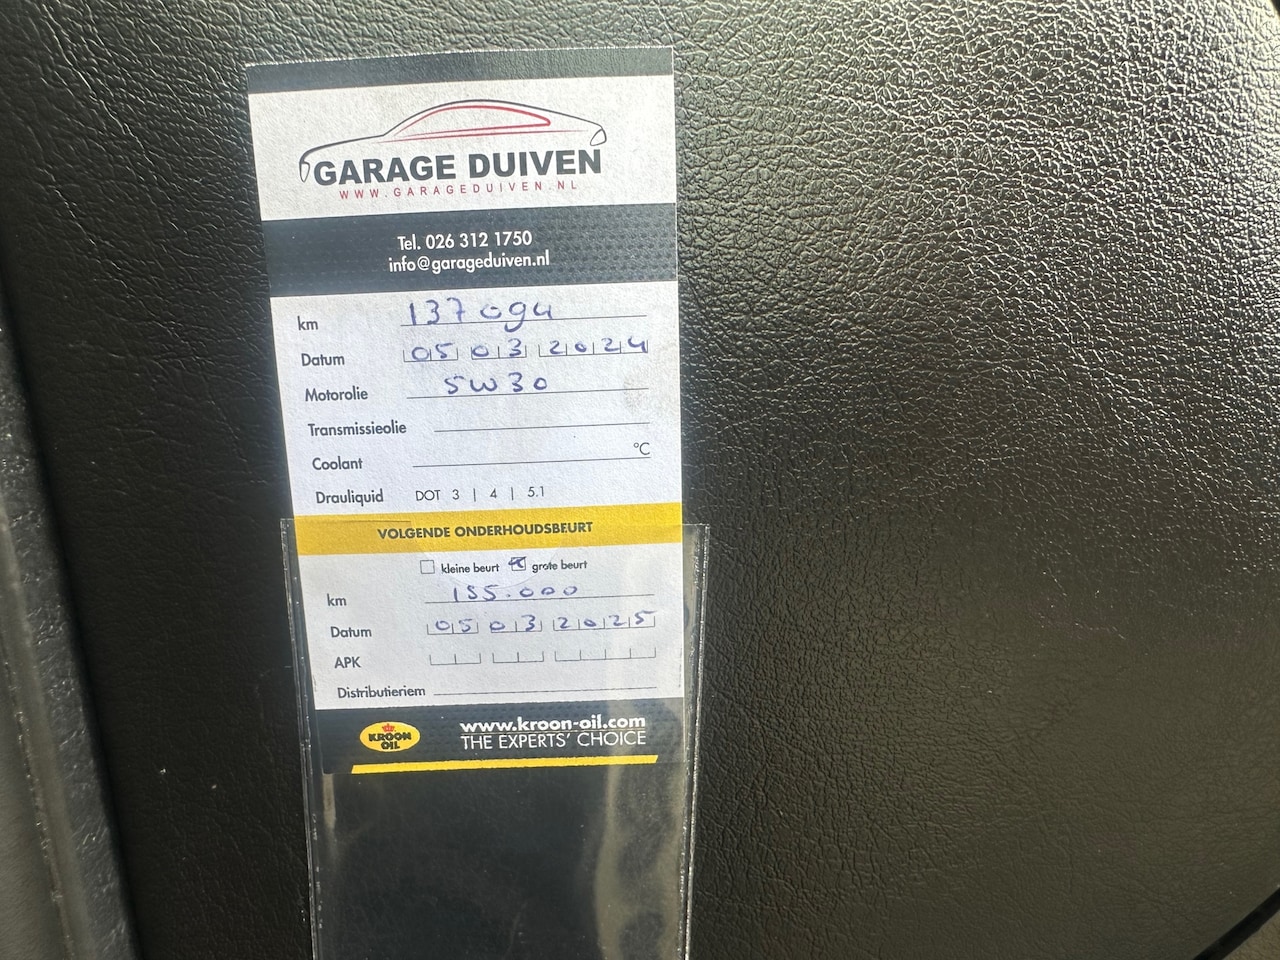 GARAGE DUIVEN
WWW.GARAGEDUIVEN.NL
Tel. 026 312 1750
info@garageduiven.nl
km 137094
Datum 05 03 2024
Motorolie 5W30
Transmissieolie
Coolant °C
Drauliquid DOT 3 | 4 | 5.1
VOLGENDE ONDERHOUDSBEURT
kleine beurt grote beurt
km 155.000
Datum 05 03 2025
APK
Distributieriem
KROON OIL
www.kroon-oil.com
THE EXPERTS' CHOICE